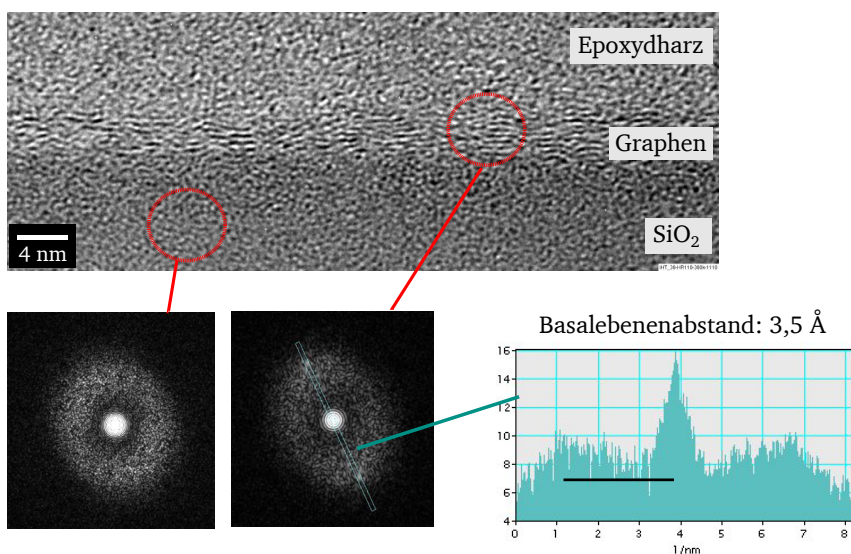 Epoxydharz
Graphen
SiO₂
4 nm
Basalebenenabstand: 3,5 Å
16
14
12
10
8
6
4
0 1 2 3 4 5 6 7 8
1/nm